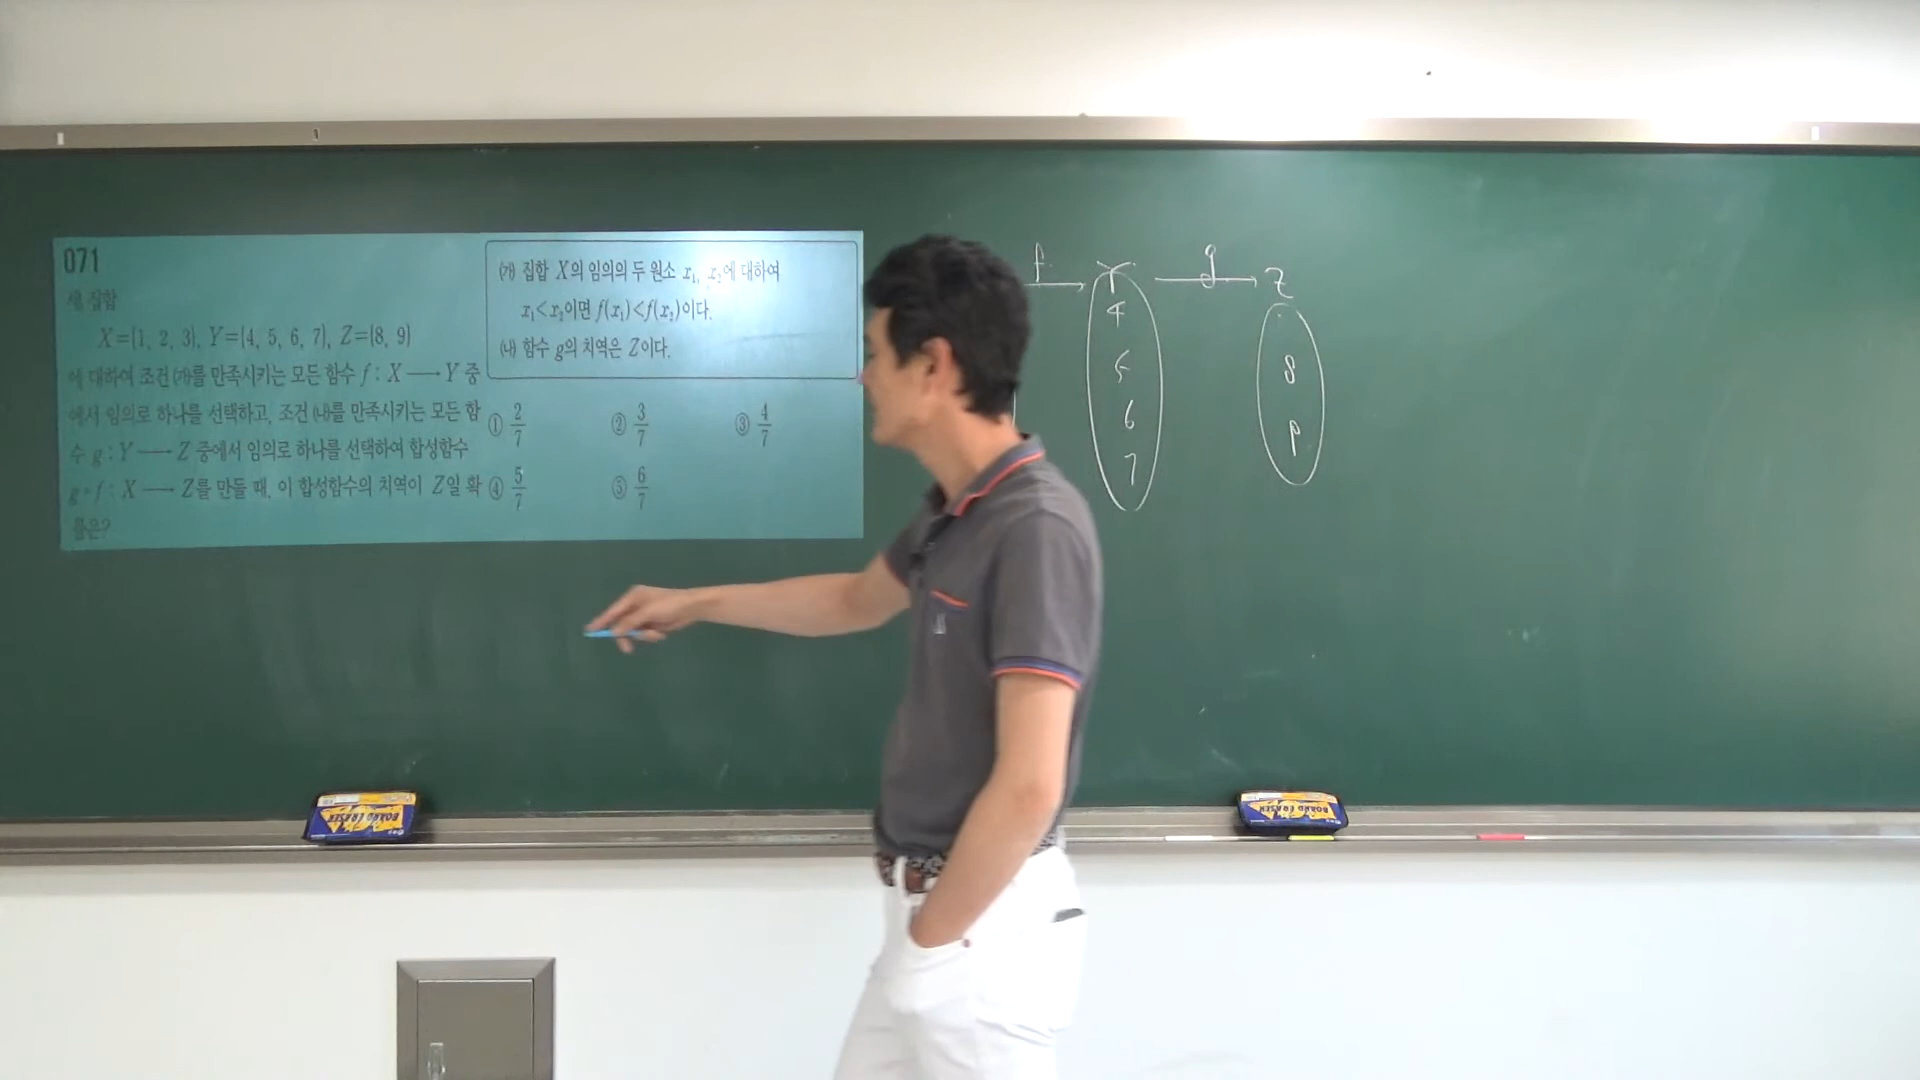 071
세 집합
X={1, 2, 3}, Y={4, 5, 6, 7}, Z={8, 9}
에 대하여 조건 (가)를 만족시키는 모든 함수 f : X → Y 중
에서 임의로 하나를 선택하고, 조건 (나)를 만족시키는 모든 함
수 g : Y → Z 중에서 임의로 하나를 선택하여 합성함수
g∘f : X → Z를 만들 때, 이 합성함수의 치역이 Z일 확
률은?
(가) 집합 X의 임의의 두 원소 x₁, x₂에 대하여
x₁<x₂이면 f(x₁)<f(x₂)이다.
(나) 함수 g의 치역은 Z이다.
① 2/7 ② 3/7 ③ 4/7
④ 5/7 ⑤ 6/7
f Y g Z
4
5
6
7
8
9
BOARD ERASER
BOARD ERASER